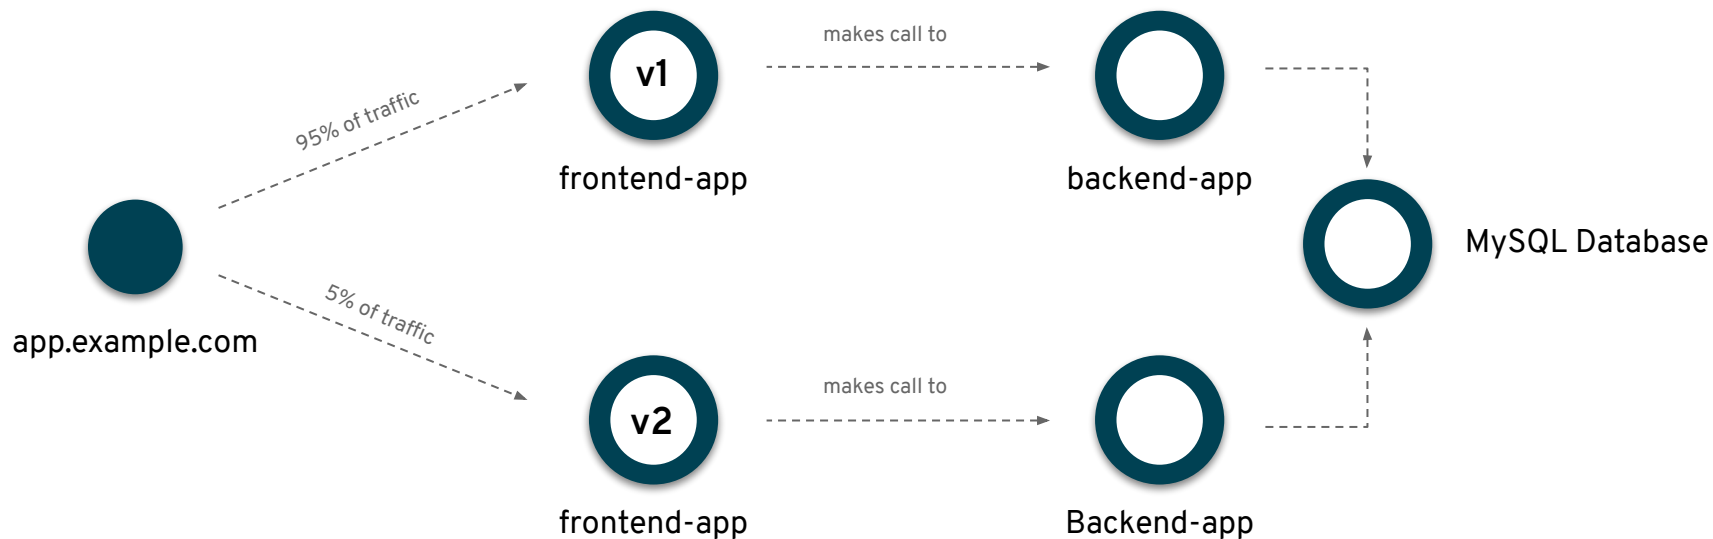 makes call to
v1
95% of traffic
frontend-app
backend-app
MySQL Database
app.example.com
5% of traffic
makes call to
v2
frontend-app
Backend-app